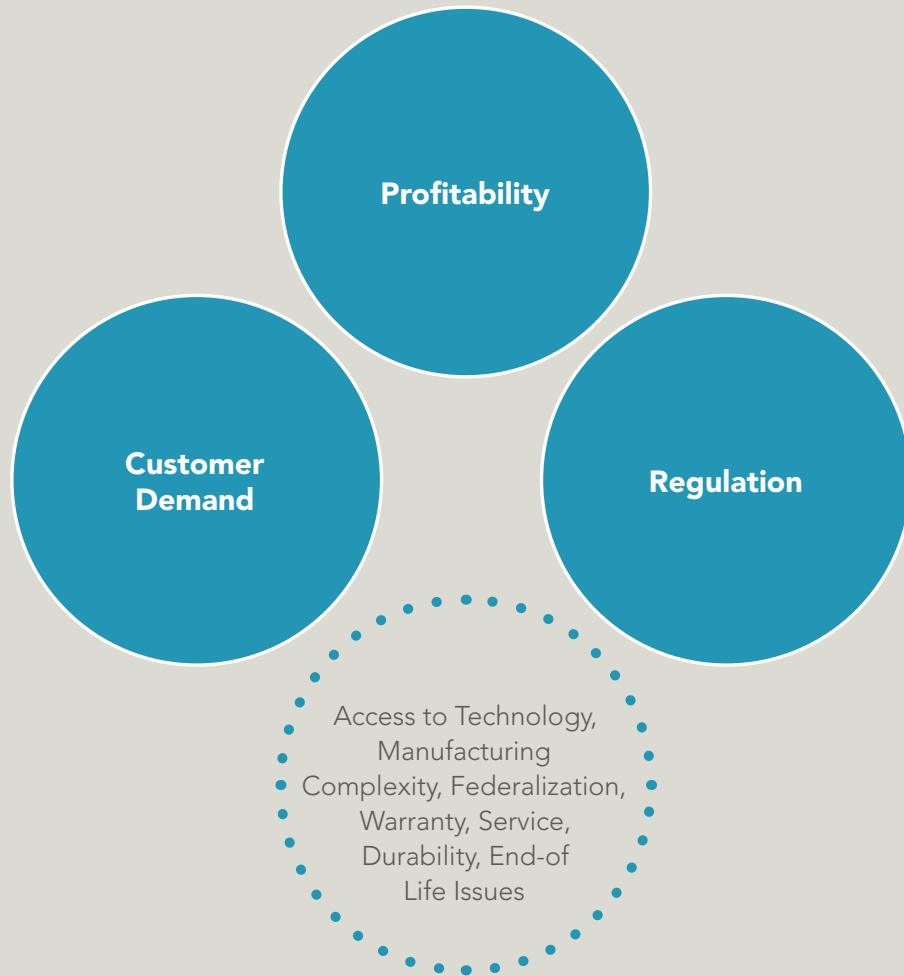 Profitability
Customer
Demand
Regulation
Access to Technology,
Manufacturing
Complexity, Federalization,
Warranty, Service,
Durability, End-of
Life Issues